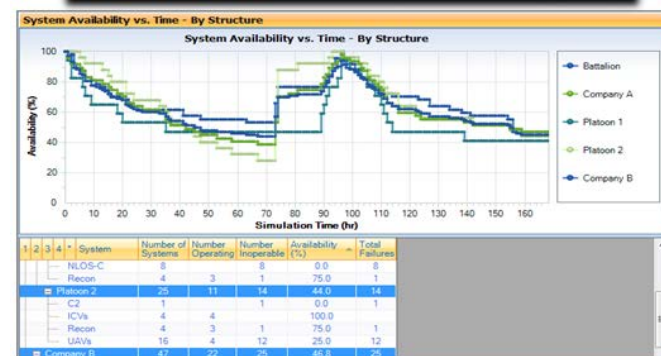 System Availability vs. Time - By Structure
System Availability vs. Time - By Structure
Availability (%)
100
80
60
40
20
0
0 10 20 30 40 50 60 70 80 90 100 110 120 130 140 150 160
Simulation Time (hr)
Battalion
Company A
Platoon 1
Platoon 2
Company B
1 2 3 4 * System Number of Systems Number Operating Number Inoperable Availability (%) Total Failures
NLOS-C 8 8 0.0 8
Recon 4 3 1 75.0 1
Platoon 2 25 11 14 44.0 14
C2 1 1 0.0 1
ICVs 4 4 100.0
Recon 4 3 1 75.0 1
UAVs 16 4 12 25.0 12
Company B 47 22 25 46.8 25